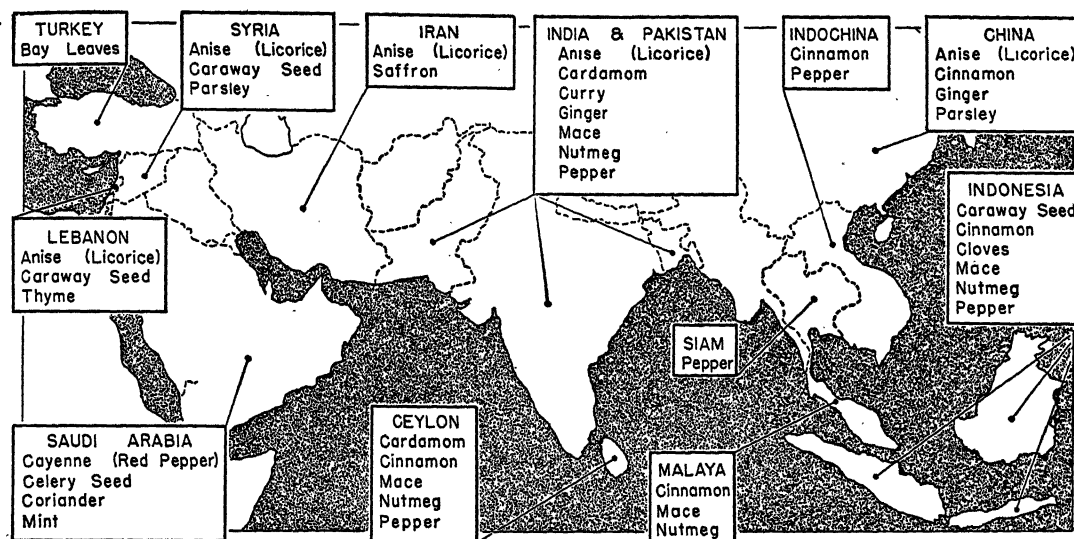 TURKEY
Bay Leaves
SYRIA
Anise (Licorice)
Caraway Seed
Parsley
IRAN
Anise (Licorice)
Saffron
INDIA & PAKISTAN
Anise (Licorice)
Cardamom
Curry
Ginger
Mace
Nutmeg
Pepper
INDOCHINA
Cinnamon
Pepper
CHINA
Anise (Licorice)
Cinnamon
Ginger
Parsley
LEBANON
Anise (Licorice)
Caraway Seed
Thyme
INDONESIA
Caraway Seed
Cinnamon
Cloves
Mace
Nutmeg
Pepper
SIAM
Pepper
SAUDI ARABIA
Cayenne (Red Pepper)
Celery Seed
Coriander
Mint
CEYLON
Cardamom
Cinnamon
Mace
Nutmeg
Pepper
MALAYA
Cinnamon
Mace
Nutmeg